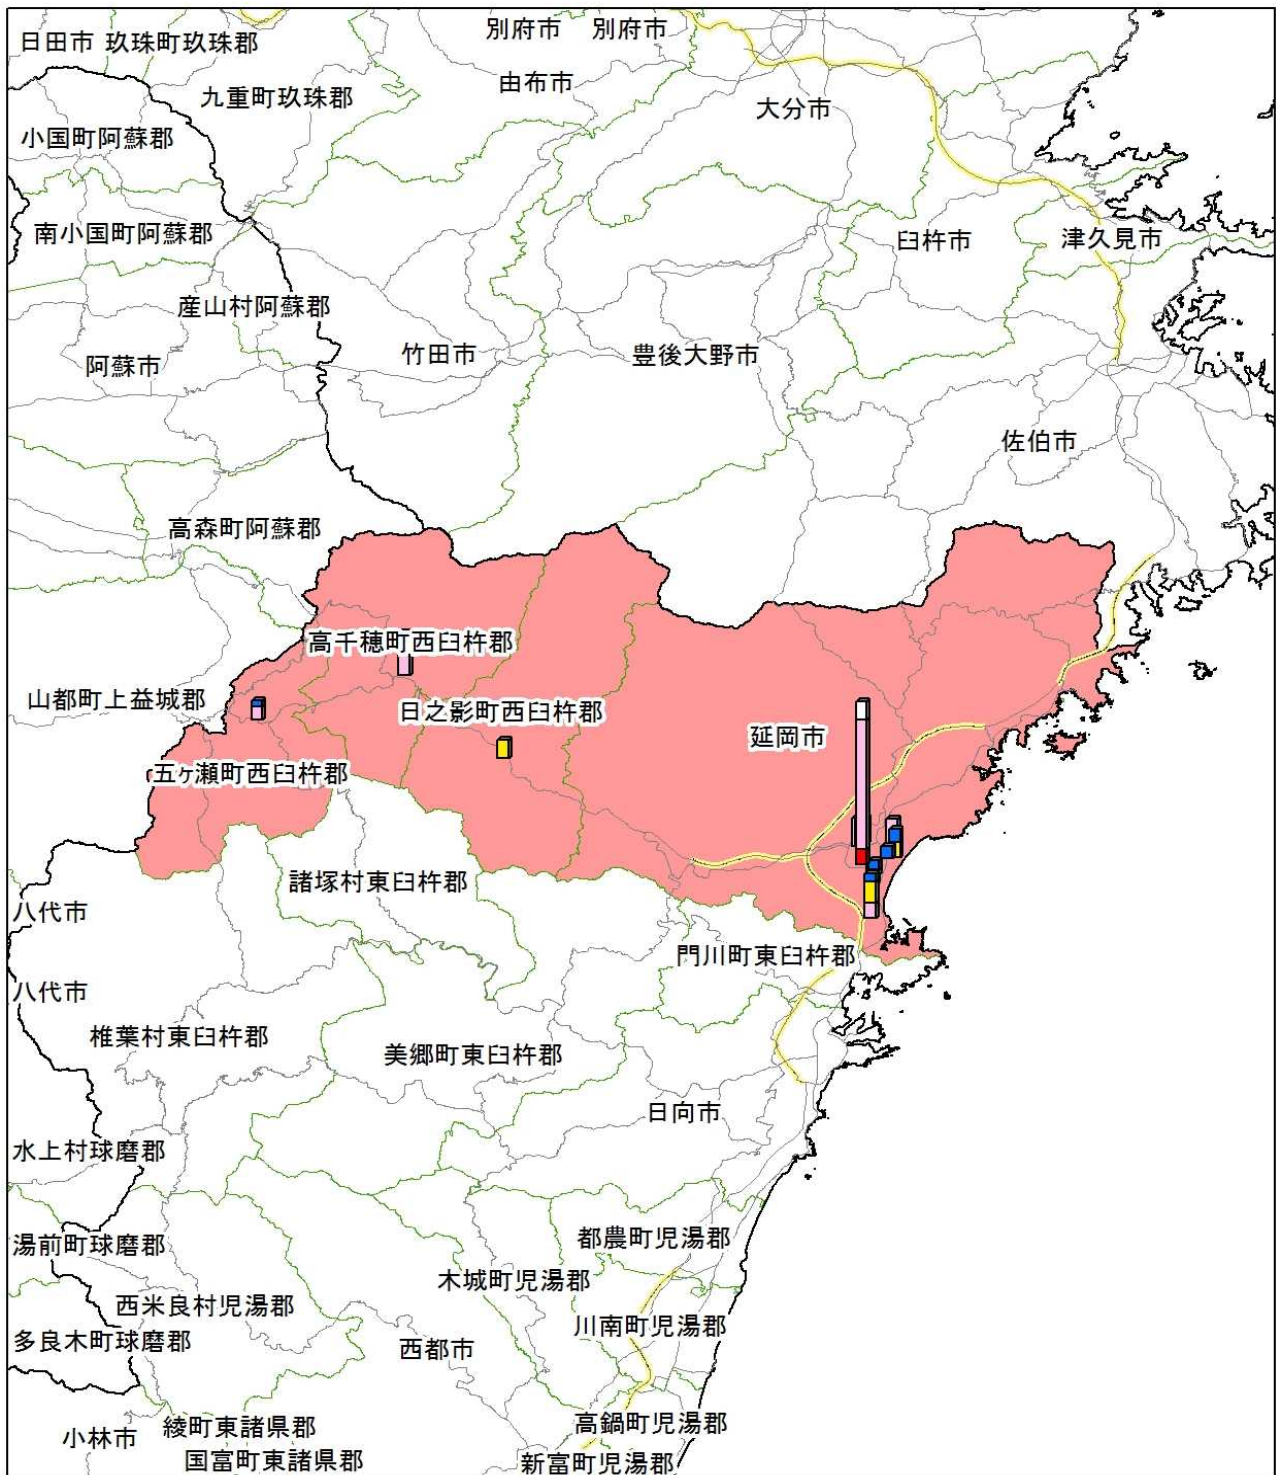 別府市 別府市
日田市 玖珠町玖珠郡
由布市
九重町玖珠郡
大分市
小国町阿蘇郡
南小国町阿蘇郡
臼杵市
津久見市
産山村阿蘇郡
竹田市
豊後大野市
阿蘇市
佐伯市
高森町阿蘇郡
高千穂町西臼杵郡
山都町上益城郡
日之影町西臼杵郡
延岡市
五ヶ瀬町西臼杵郡
諸塚村東臼杵郡
八代市
門川町東臼杵郡
八代市
椎葉村東臼杵郡
美郷町東臼杵郡
日向市
水上村球磨郡
都農町児湯郡
湯前町球磨郡
木城町児湯郡
西米良村児湯郡
川南町児湯郡
多良木町球磨郡
西都市
高鍋町児湯郡
綾町東諸県郡
小林市
国富町東諸県郡
新富町児湯郡